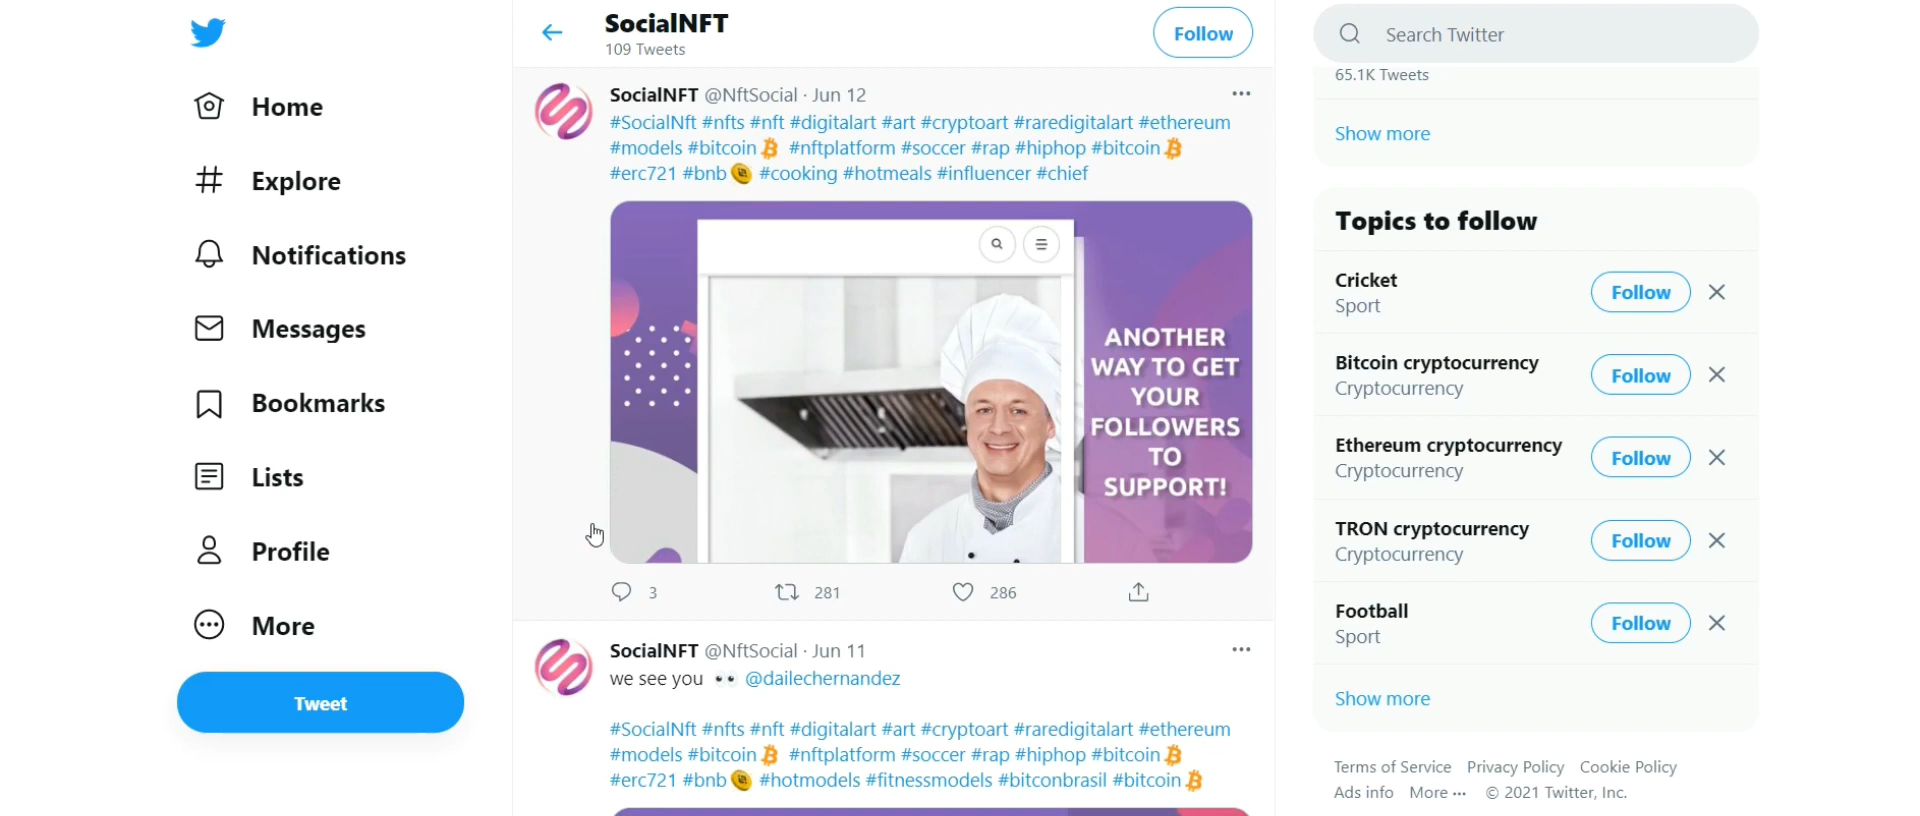 Home
Explore
Notifications
Messages
Bookmarks
Lists
Profile
More
Tweet
SocialNFT
109 Tweets
Follow
SocialNFT @NftSocial · Jun 12
#SocialNft #nfts #nft #digitalart #art #cryptoart #raredigitalart #ethereum
#models #bitcoin #nftplatform #soccer #rap #hiphop #bitcoin
#erc721 #bnb #cooking #hotmeals #influencer #chief
ANOTHER
WAY TO GET
YOUR
FOLLOWERS
TO
SUPPORT!
3 281 286
SocialNFT @NftSocial · Jun 11
we see you 👀 @dailechernandez
#SocialNft #nfts #nft #digitalart #art #cryptoart #raredigitalart #ethereum
#models #bitcoin #nftplatform #soccer #rap #hiphop #bitcoin
#erc721 #bnb #hotmodels #fitnessmodels #bitconbrasil #bitcoin
Search Twitter
65.1K Tweets
Show more
Topics to follow
Cricket
Sport
Follow
Bitcoin cryptocurrency
Cryptocurrency
Follow
Ethereum cryptocurrency
Cryptocurrency
Follow
TRON cryptocurrency
Cryptocurrency
Follow
Football
Sport
Follow
Show more
Terms of Service Privacy Policy Cookie Policy
Ads info More ··· © 2021 Twitter, Inc.